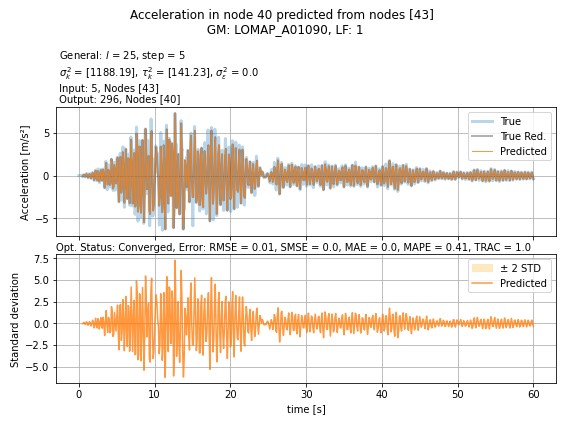 Acceleration in node 40 predicted from nodes [43]
GM: LOMAP_A01090, LF: 1
General: l = 25, step = 5
σ²ₖ = [1188.19], τ²ₖ = [141.23], σ²ε = 0.0
Input: 5, Nodes [43]
Output: 296, Nodes [40]
Acceleration [m/s²]
5
0
−5
True
True Red.
Predicted
Opt. Status: Converged, Error: RMSE = 0.01, SMSE = 0.0, MAE = 0.0, MAPE = 0.41, TRAC = 1.0
Standard deviation
7.5
5.0
2.5
0.0
−2.5
−5.0
± 2 STD
Predicted
0 10 20 30 40 50 60
time [s]